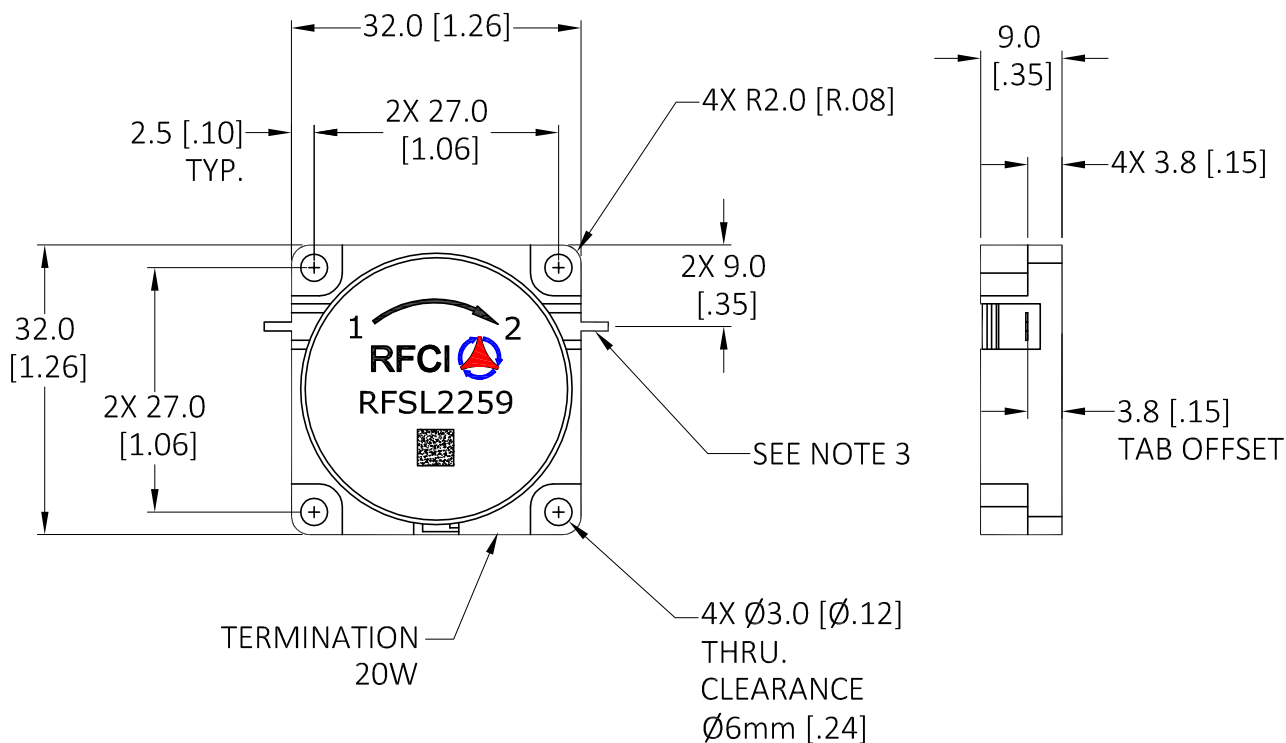 32.0 [1.26]
2X 27.0
[1.06]
2.5 [.10]
TYP.
4X R2.0 [R.08]
9.0
[.35]
4X 3.8 [.15]
2X 9.0
[.35]
32.0
[1.26]
2X 27.0
[1.06]
1
2
RFCI
RFSL2259
SEE NOTE 3
3.8 [.15]
TAB OFFSET
TERMINATION
20W
4X Ø3.0 [Ø.12]
THRU.
CLEARANCE
Ø6mm [.24]